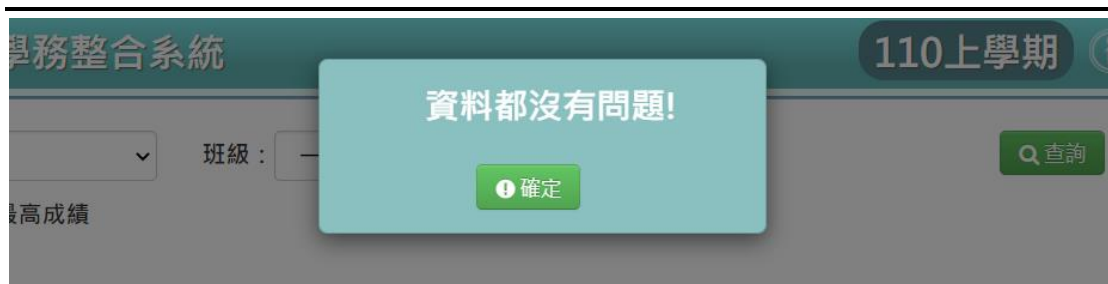 學務整合系統
110上學期
資料都沒有問題!
班級：
查詢
確定
最高成績